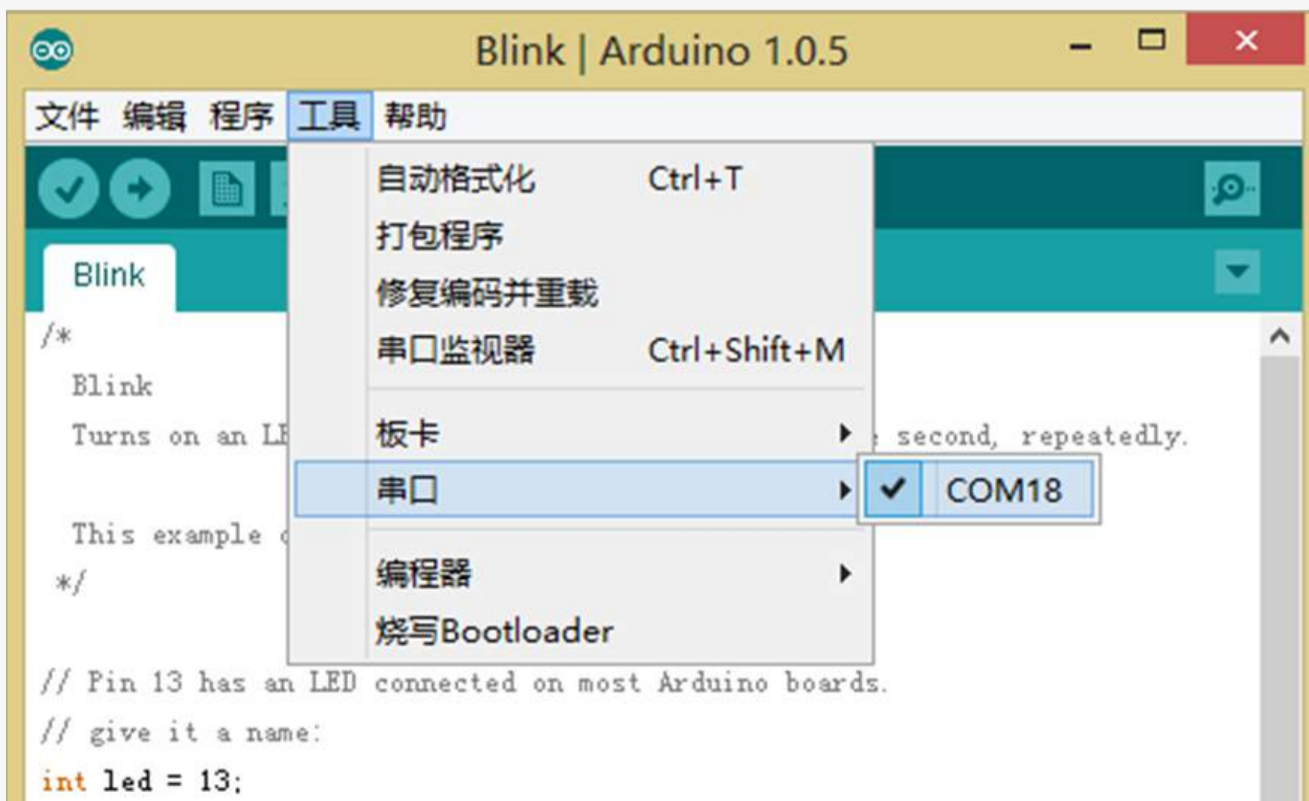 Blink | Arduino 1.0.5
文件 编辑 程序 工具 帮助
自动格式化 Ctrl+T
打包程序
修复编码并重载
串口监视器 Ctrl+Shift+M
板卡
串口
COM18
编程器
烧写Bootloader
Blink
/*
Blink
Turns on an second, repeatedly.
This example
*/
// Pin 13 has an LED connected on most Arduino boards.
// give it a name:
int led = 13;